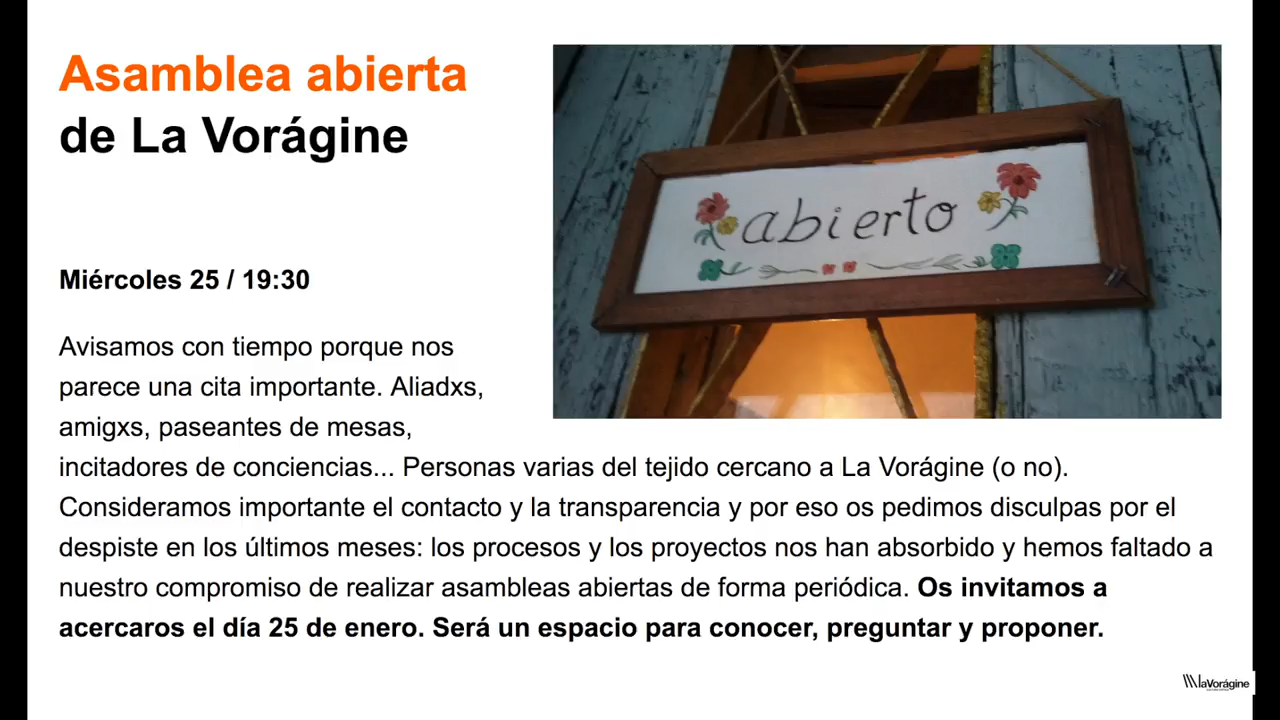 Asamblea abierta
de La Vorágine
abierto
Miércoles 25 / 19:30
Avisamos con tiempo porque nos
parece una cita importante. Aliadxs,
amigxs, paseantes de mesas,
incitadores de conciencias... Personas varias del tejido cercano a La Vorágine (o no).
Consideramos importante el contacto y la transparencia y por eso os pedimos disculpas por el
despiste en los últimos meses: los procesos y los proyectos nos han absorbido y hemos faltado a
nuestro compromiso de realizar asambleas abiertas de forma periódica. Os invitamos a
acercaros el día 25 de enero. Será un espacio para conocer, preguntar y proponer.
laVorágine